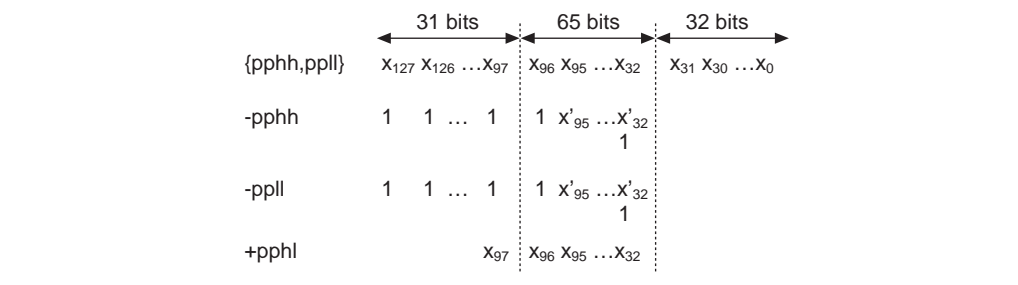 31 bits 65 bits 32 bits
{pphh,ppll} x₁₂₇ x₁₂₆ …x₉₇ x₉₆ x₉₅ …x₃₂ x₃₁ x₃₀ …x₀
-pphh 1 1 … 1 1 x’₉₅ …x’₃₂
1
-ppll 1 1 … 1 1 x’₉₅ …x’₃₂
1
+pphl x₉₇ x₉₆ x₉₅ …x₃₂